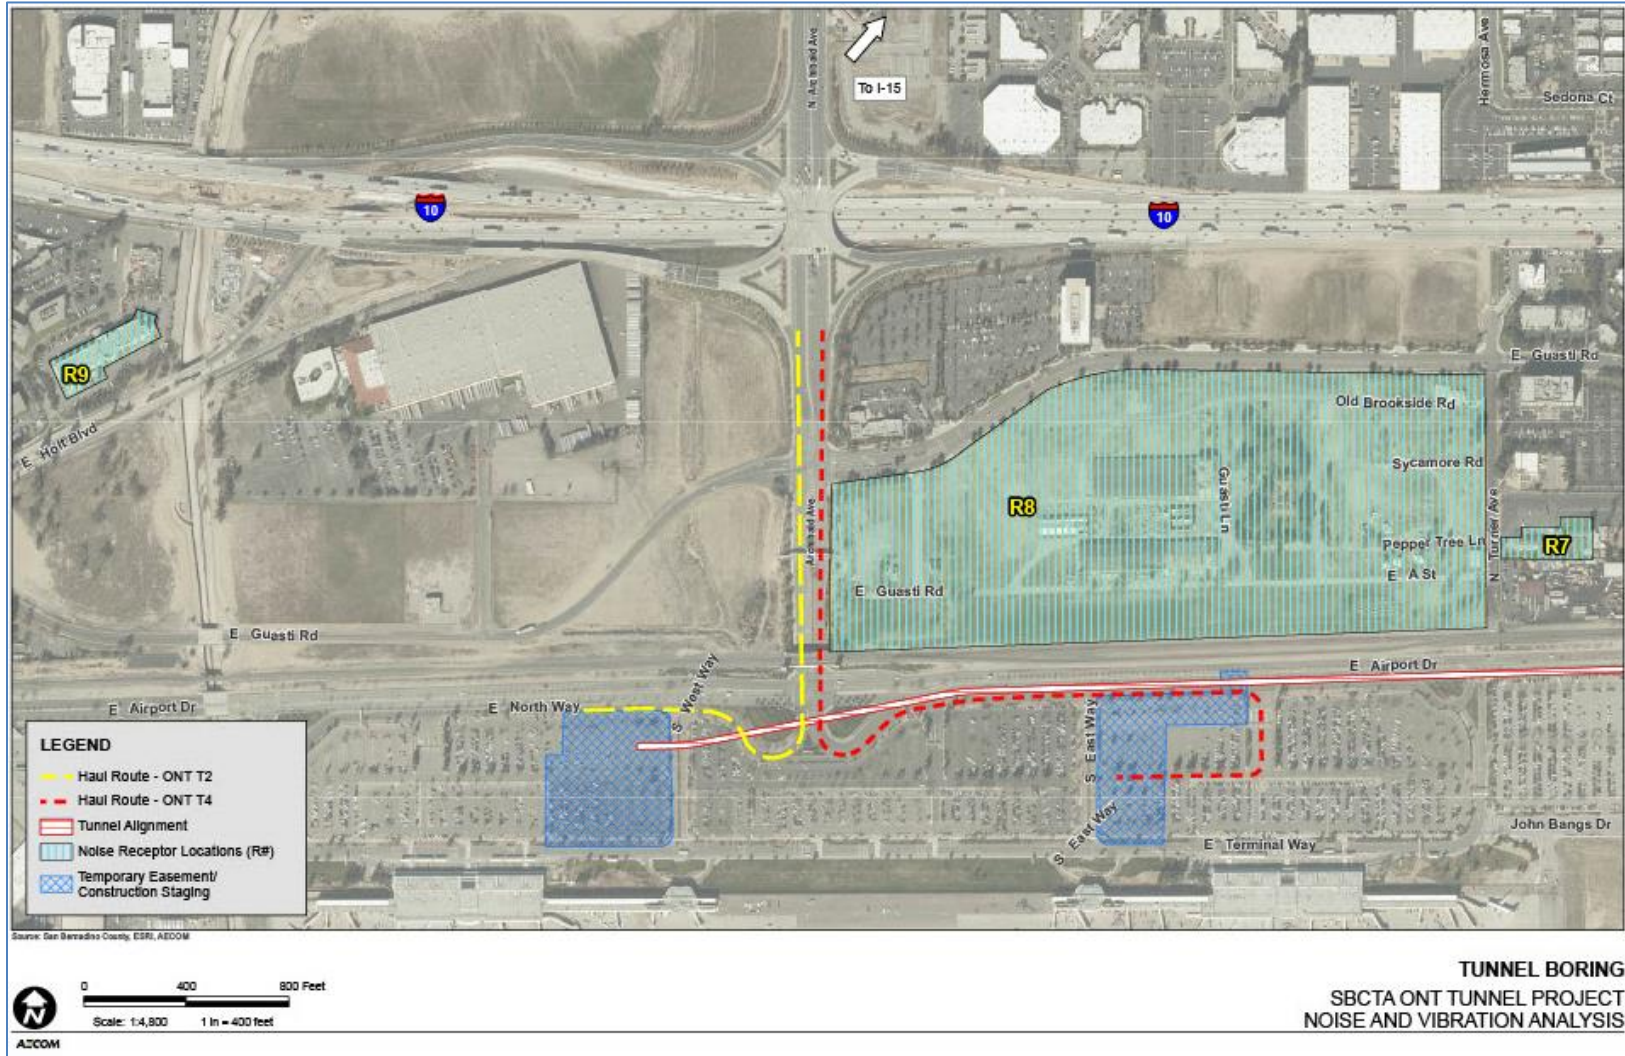 N Archibald Ave
Hermosa Ave
To I-15
Sedona Ct
10
10
E Guasti Rd
R9
Old Brookside Rd
E Holt Blvd
Sycamore Rd
Guasti Ln
R8
Archibald Ave
N Turner Ave
Pepper Tree Ln
R7
E A St
E Guasti Rd
E Guasti Rd
E Airport Dr
S West Way
E Airport Dr
E North Way
S East Way
S East Way
E Terminal Way
John Bangs Dr
LEGEND
Haul Route - ONT T2
Haul Route - ONT T4
Tunnel Alignment
Noise Receptor Locations (R#)
Temporary Easement/
Construction Staging
Source: San Bernadino County, ESRI, AECOM
N
0 400 800 Feet
Scale: 1:4,800 1 in = 400 feet
AECOM
TUNNEL BORING
SBCTA ONT TUNNEL PROJECT
NOISE AND VIBRATION ANALYSIS